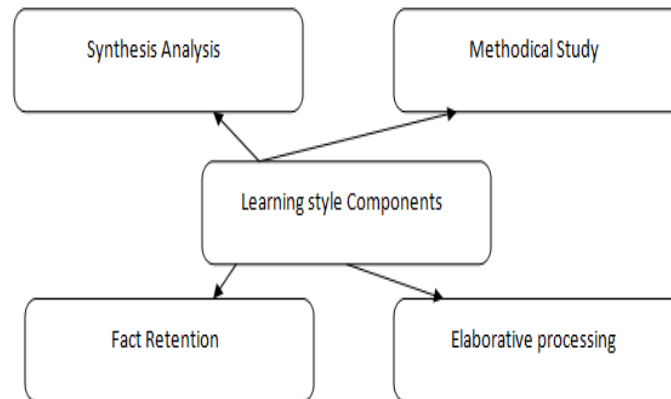 Synthesis Analysis
Methodical Study
Learning style Components
Fact Retention
Elaborative processing